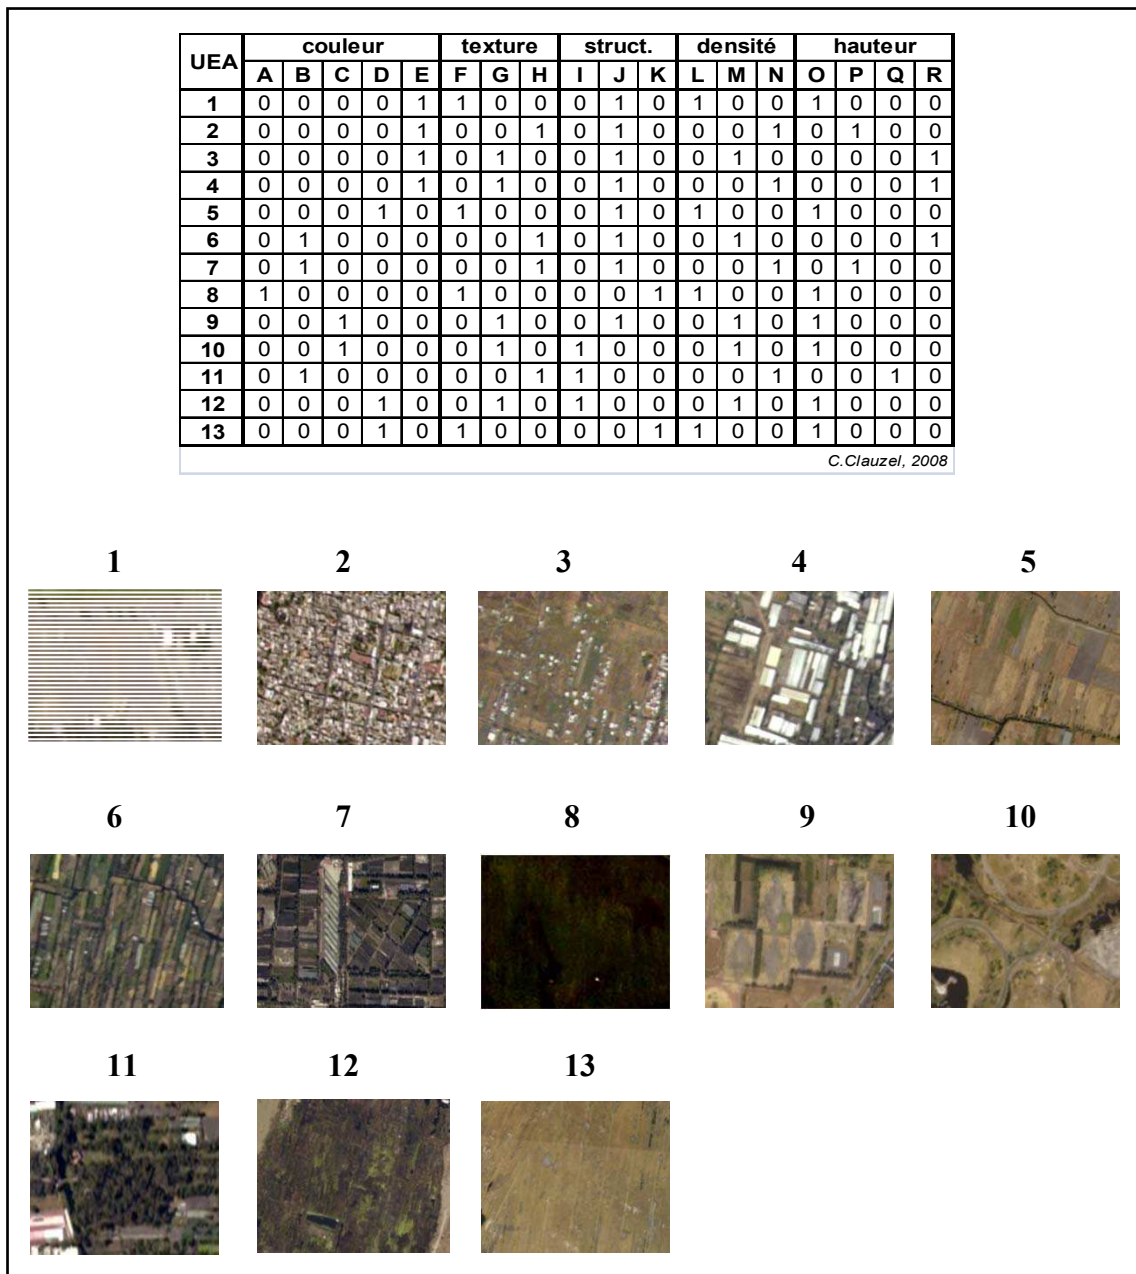 UEA couleur texture struct. densité hauteur
A B C D E F G H I J K L M N O P Q R
1 0 0 0 0 1 1 0 0 0 1 0 1 0 0 1 0 0 0
2 0 0 0 0 1 0 0 1 0 1 0 0 0 1 0 1 0 0
3 0 0 0 0 1 0 1 0 0 1 0 0 1 0 0 0 0 1
4 0 0 0 0 1 0 1 0 0 1 0 0 0 1 0 0 0 1
5 0 0 0 1 0 1 0 0 0 1 0 1 0 0 1 0 0 0
6 0 1 0 0 0 0 0 1 0 1 0 0 1 0 0 0 0 1
7 0 1 0 0 0 0 0 1 0 1 0 0 0 1 0 1 0 0
8 1 0 0 0 0 1 0 0 0 0 1 1 0 0 1 0 0 0
9 0 0 1 0 0 0 1 0 0 1 0 0 1 0 1 0 0 0
10 0 0 1 0 0 0 1 0 1 0 0 0 1 0 1 0 0 0
11 0 1 0 0 0 0 0 1 1 0 0 0 0 1 0 0 1 0
12 0 0 0 1 0 0 1 0 1 0 0 0 1 0 1 0 0 0
13 0 0 0 1 0 1 0 0 0 0 1 1 0 0 1 0 0 0
C.Clauzel, 2008
1 2 3 4 5
6 7 8 9 10
11 12 13